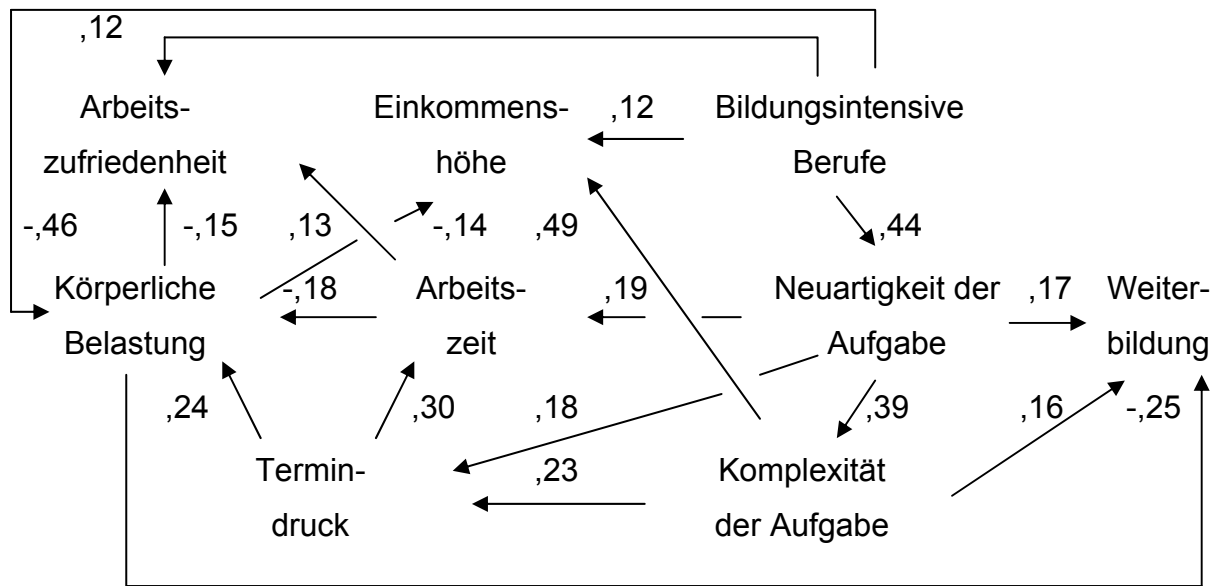 ,12
Arbeits- Einkommens- ,12 Bildungsintensive
zufriedenheit höhe Berufe
-,46 -,15 ,13 -,14 ,49 ,44
Körperliche -,18 Arbeits- ,19 Neuartigkeit der ,17 Weiter-
Belastung zeit Aufgabe bildung
,24 ,30 ,18 ,39 ,16 -,25
Termin- ,23 Komplexität
druck der Aufgabe